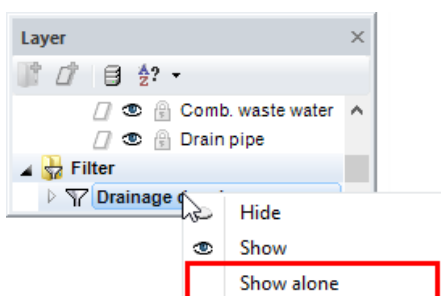 Layer
Comb. waste water
Drain pipe
Filter
Drainage
Hide
Show
Show alone